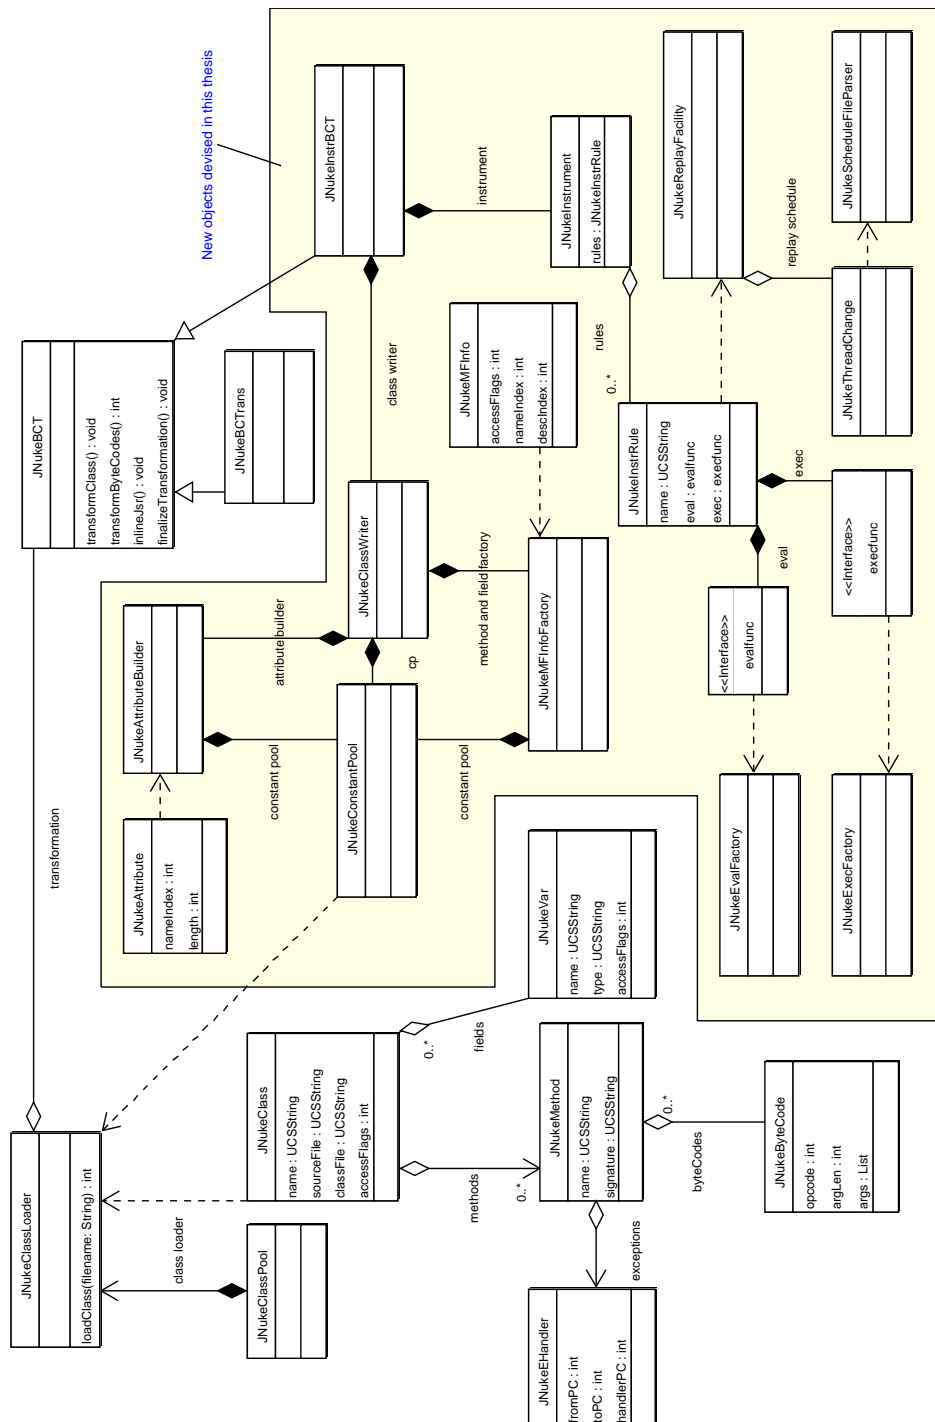 New objects devised in this thesis
JNukeClassLoader
loadClass(filename: String) : int
transformation
JNukeBCT
transformClass() : void
transformByteCodes() : int
inlineJsr() : void
finalizeTransformation() : void
JNukeBCTrans
JNukeInstrBCT
instrument
class writer
JNukeInstrument
rules : JNukeInstrRule
rules
0..*
JNukeReplayFacility
replay schedule
JNukeScheduleFileParser
JNukeThreadChange
JNukeInstrRule
name : UCSString
eval : evalfunc
exec : execfunc
exec
eval
<<Interface>>
evalfunc
<<Interface>>
execfunc
JNukeEvalFactory
JNukeExecFactory
JNukeMFInfo
accessFlags : int
nameIndex : int
descIndex : int
JNukeClassWriter
attribute builder
cp
method and field factory
JNukeMFInfoFactory
JNukeAttributeBuilder
constant pool
constant pool
JNukeConstantPool
JNukeAttribute
nameIndex : int
length : int
class loader
JNukeClassPool
JNukeClass
name : UCSString
sourceFile : UCSString
classFile : UCSString
accessFlags : int
0..*
fields
JNukeVar
name : UCSString
type : UCSString
accessFlags : int
methods
0..*
JNukeMethod
name : UCSString
signature : UCSString
0..*
byteCodes
JNukeByteCode
opcode : int
argLen : int
args : List
exceptions
JNukeEHandler
fromPC : int
toPC : int
handlerPC : int